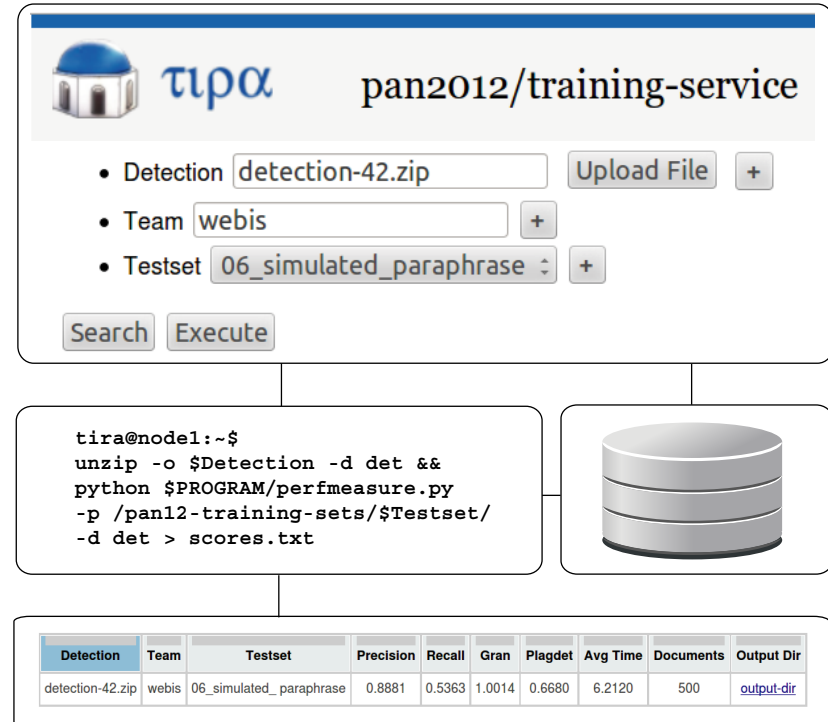 τιρα pan2012/training-service
• Detection detection-42.zip Upload File +
• Team webis +
• Testset 06_simulated_paraphrase +
Search Execute
tira@node1:~$
unzip -o $Detection -d det &&
python $PROGRAM/perfmeasure.py
-p /pan12-training-sets/$Testset/
-d det > scores.txt
Detection Team Testset Precision Recall Gran Plagdet Avg Time Documents Output Dir
detection-42.zip webis 06_simulated_ paraphrase 0.8881 0.5363 1.0014 0.6680 6.2120 500 output-dir